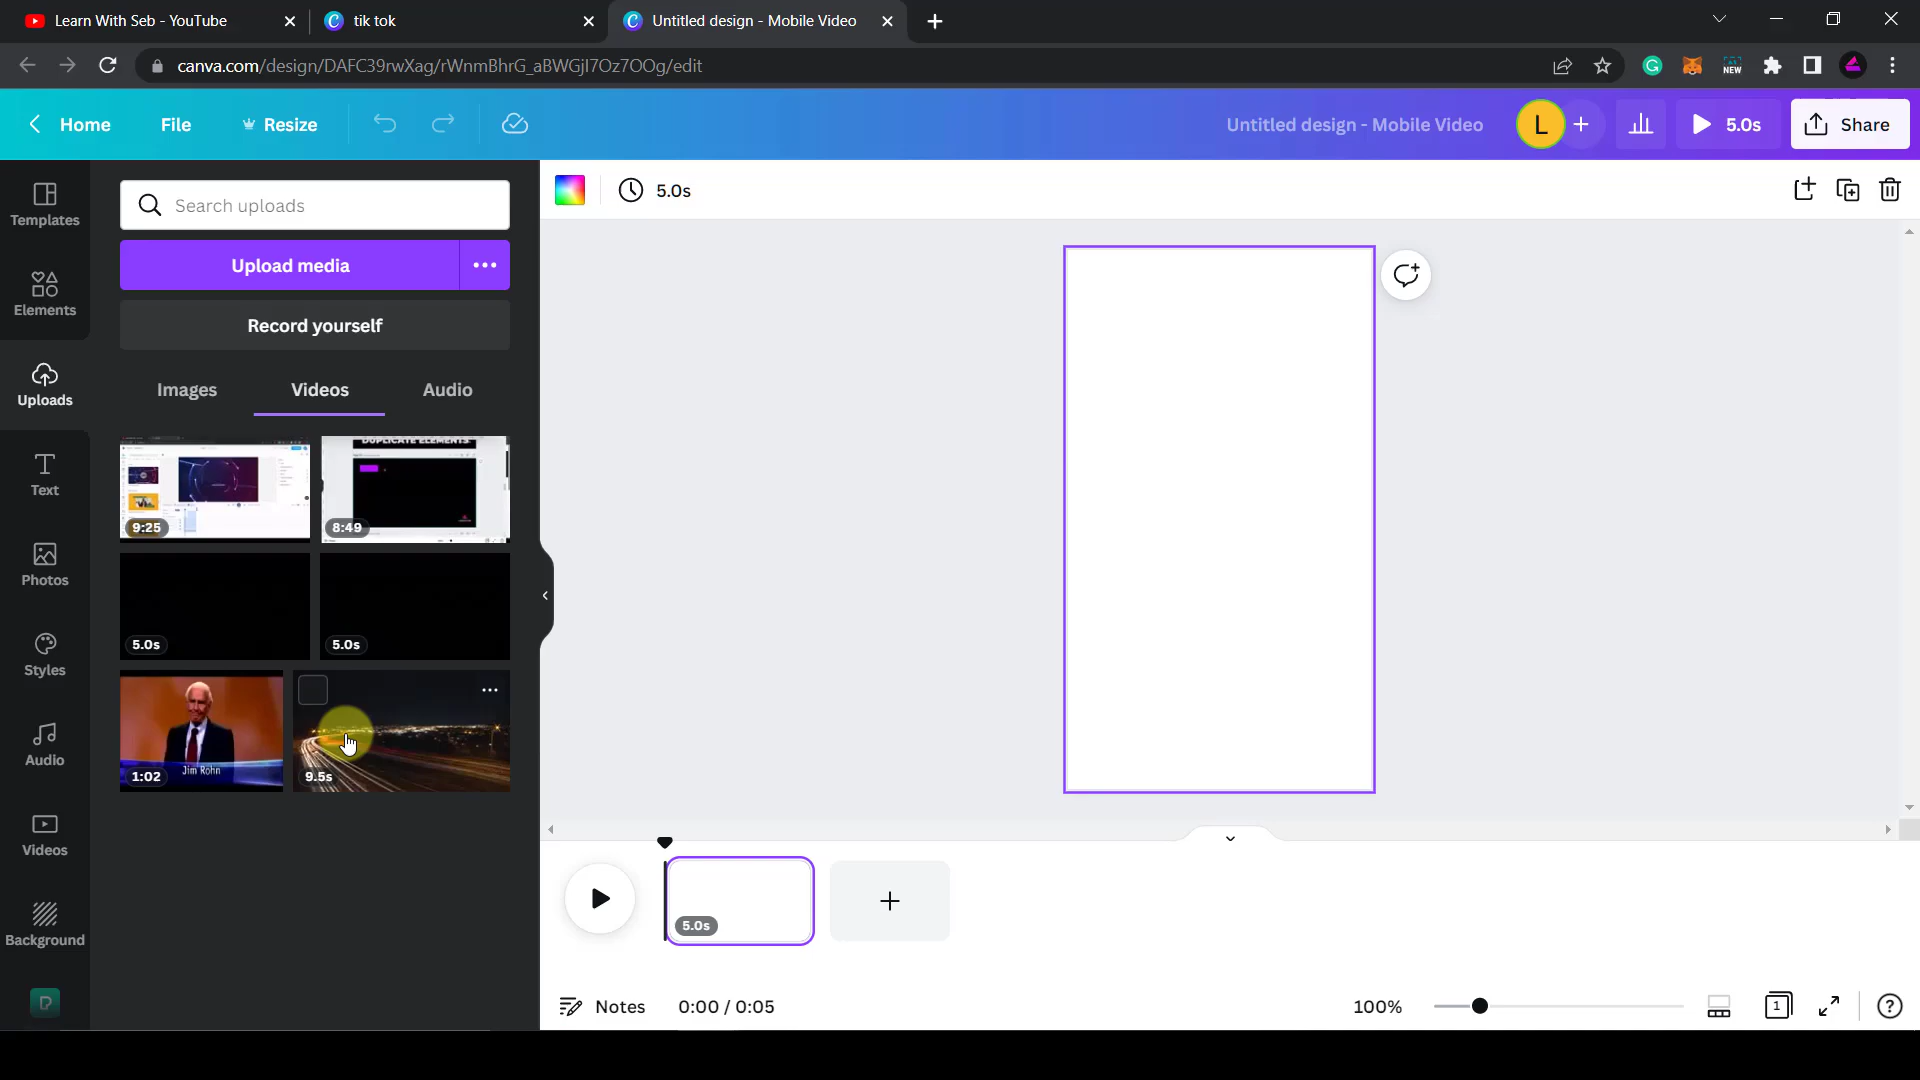 Learn With Seb - YouTube
tik tok
Untitled design - Mobile Video
canva.com/design/DAFC39rwXag/rWnmBhrG_aBWGjI7Oz7OOg/edit
NEW
Home
File
Resize
Untitled design - Mobile Video
L
5.0s
Share
Templates
Elements
Uploads
Text
Photos
Styles
Audio
Videos
Background
Search uploads
Upload media
Record yourself
Images
Videos
Audio
DUPLICATE ELEMENTS
9:25
8:49
5.0s
5.0s
Jim Rohn
1:02
9.5s
5.0s
5.0s
Notes
0:00 / 0:05
100%
1